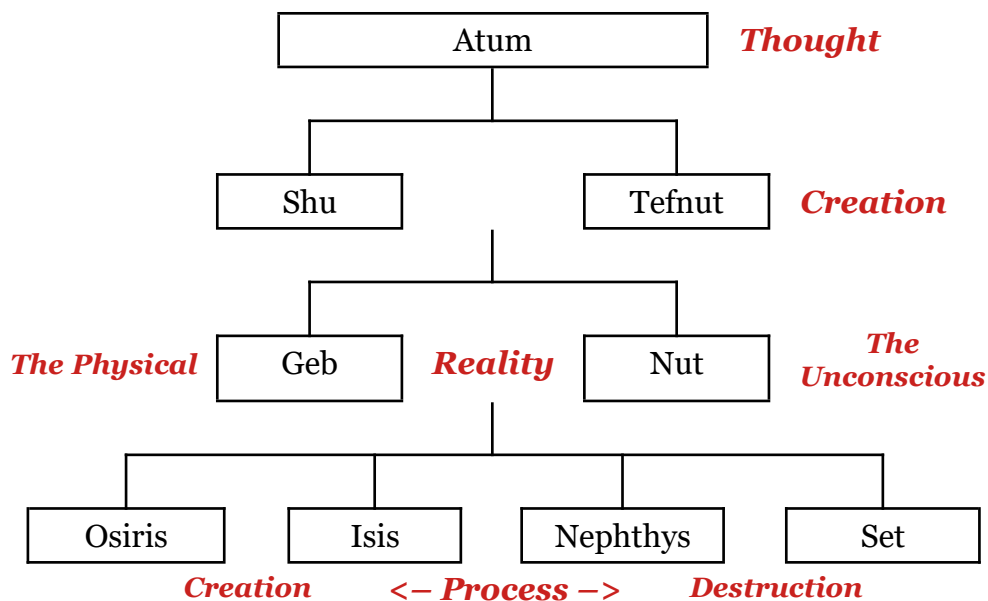 Atum Thought
Shu Tefnut Creation
The Physical Geb Reality Nut The
Unconscious
Osiris Isis Nephthys Set
Creation <– Process –> Destruction